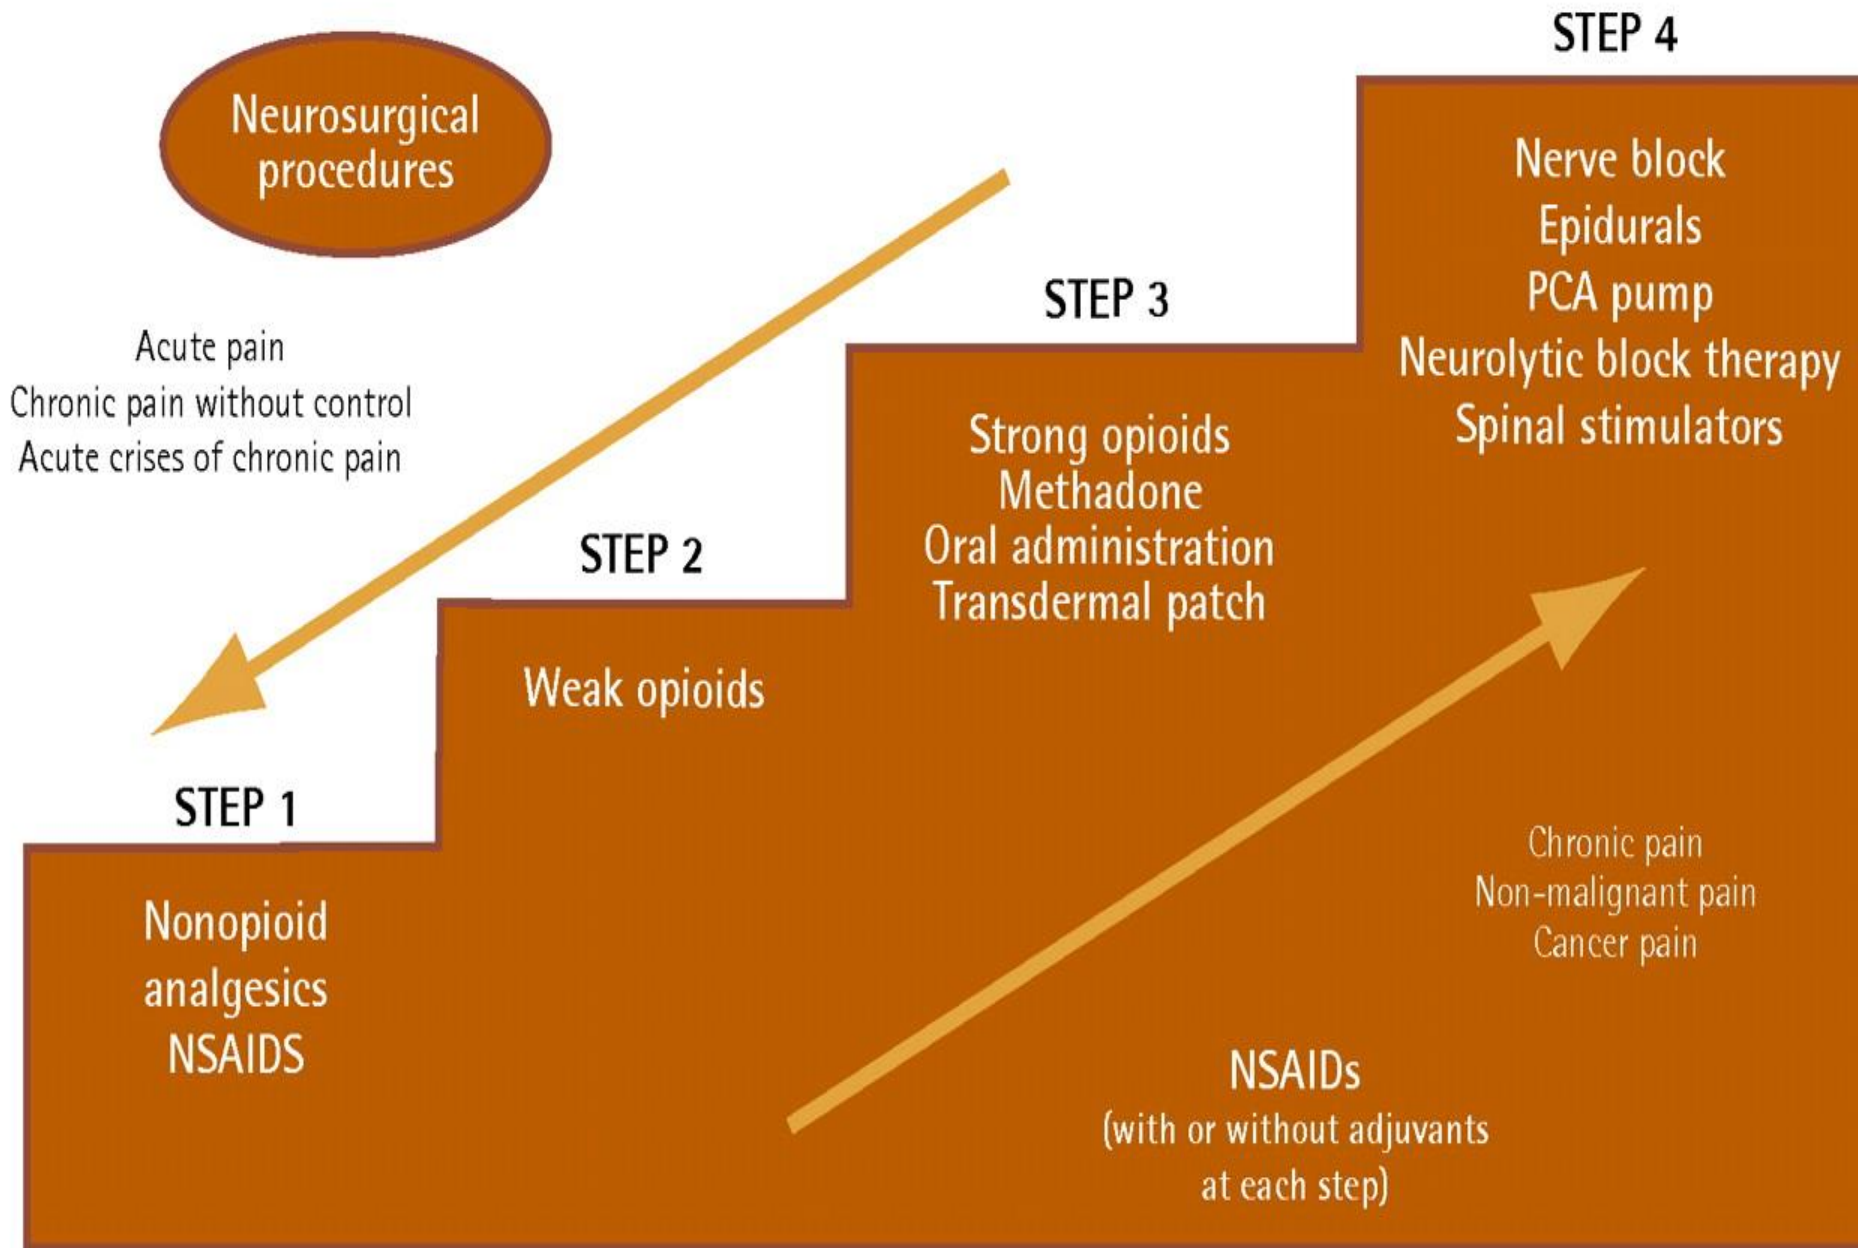 STEP 4
Neurosurgical
procedures
Nerve block
Epidurals
PCA pump
Neurolytic block therapy
Spinal stimulators
STEP 3
Acute pain
Chronic pain without control
Acute crises of chronic pain
Strong opioids
Methadone
Oral administration
Transdermal patch
STEP 2
Weak opioids
STEP 1
Nonopioid
analgesics
NSAIDS
Chronic pain
Non-malignant pain
Cancer pain
NSAIDs
(with or without adjuvants
at each step)